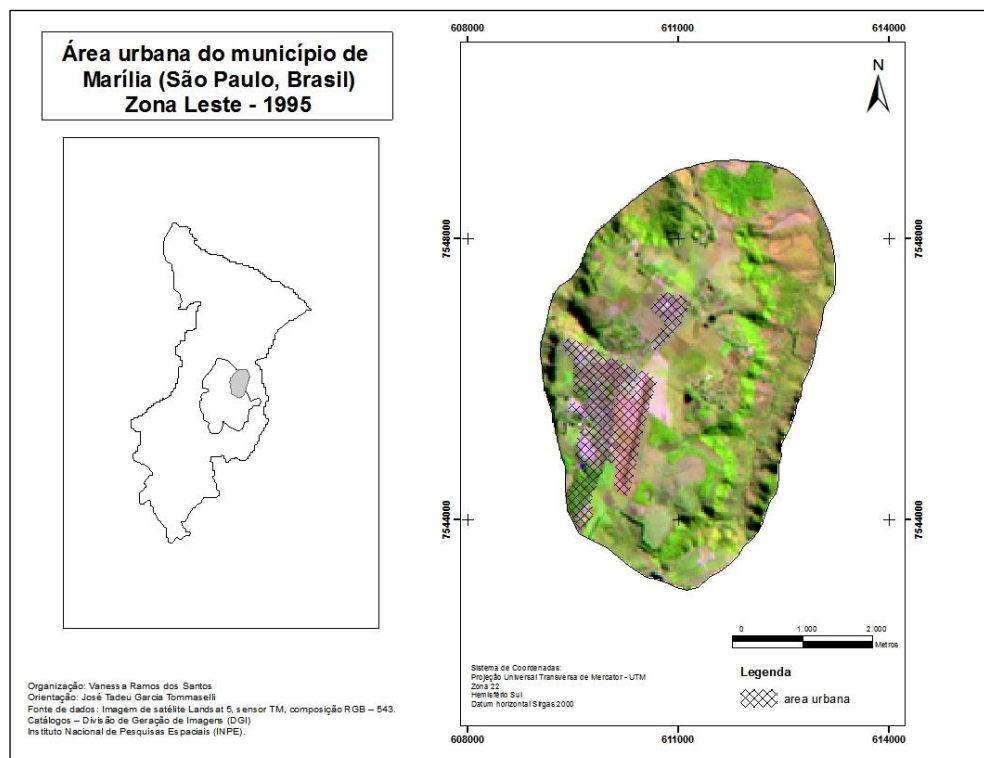 Área urbana do município de
Marília (São Paulo, Brasil)
Zona Leste - 1995
608000
611000
614000
N
7548000
7548000
7544000
7544000
0 1.000 2.000
Metros
Sistema de Coordenadas:
Projeção Universal Transversa de Mercator - UTM
Zona 22
Hemisfério Sul
Datum horizontal Sirgas 2000
Legenda
area urbana
608000
611000
614000
Organização: Vanessa Ramos dos Santos
Orientação: José Tadeu Garcia Tommaselli
Fonte de dados: Imagem de satélite Landsat 5, sensor TM, composição RGB – 543.
Catálogos – Divisão de Geração de Imagens (DGI)
Instituto Nacional de Pesquisas Espaciais (INPE).